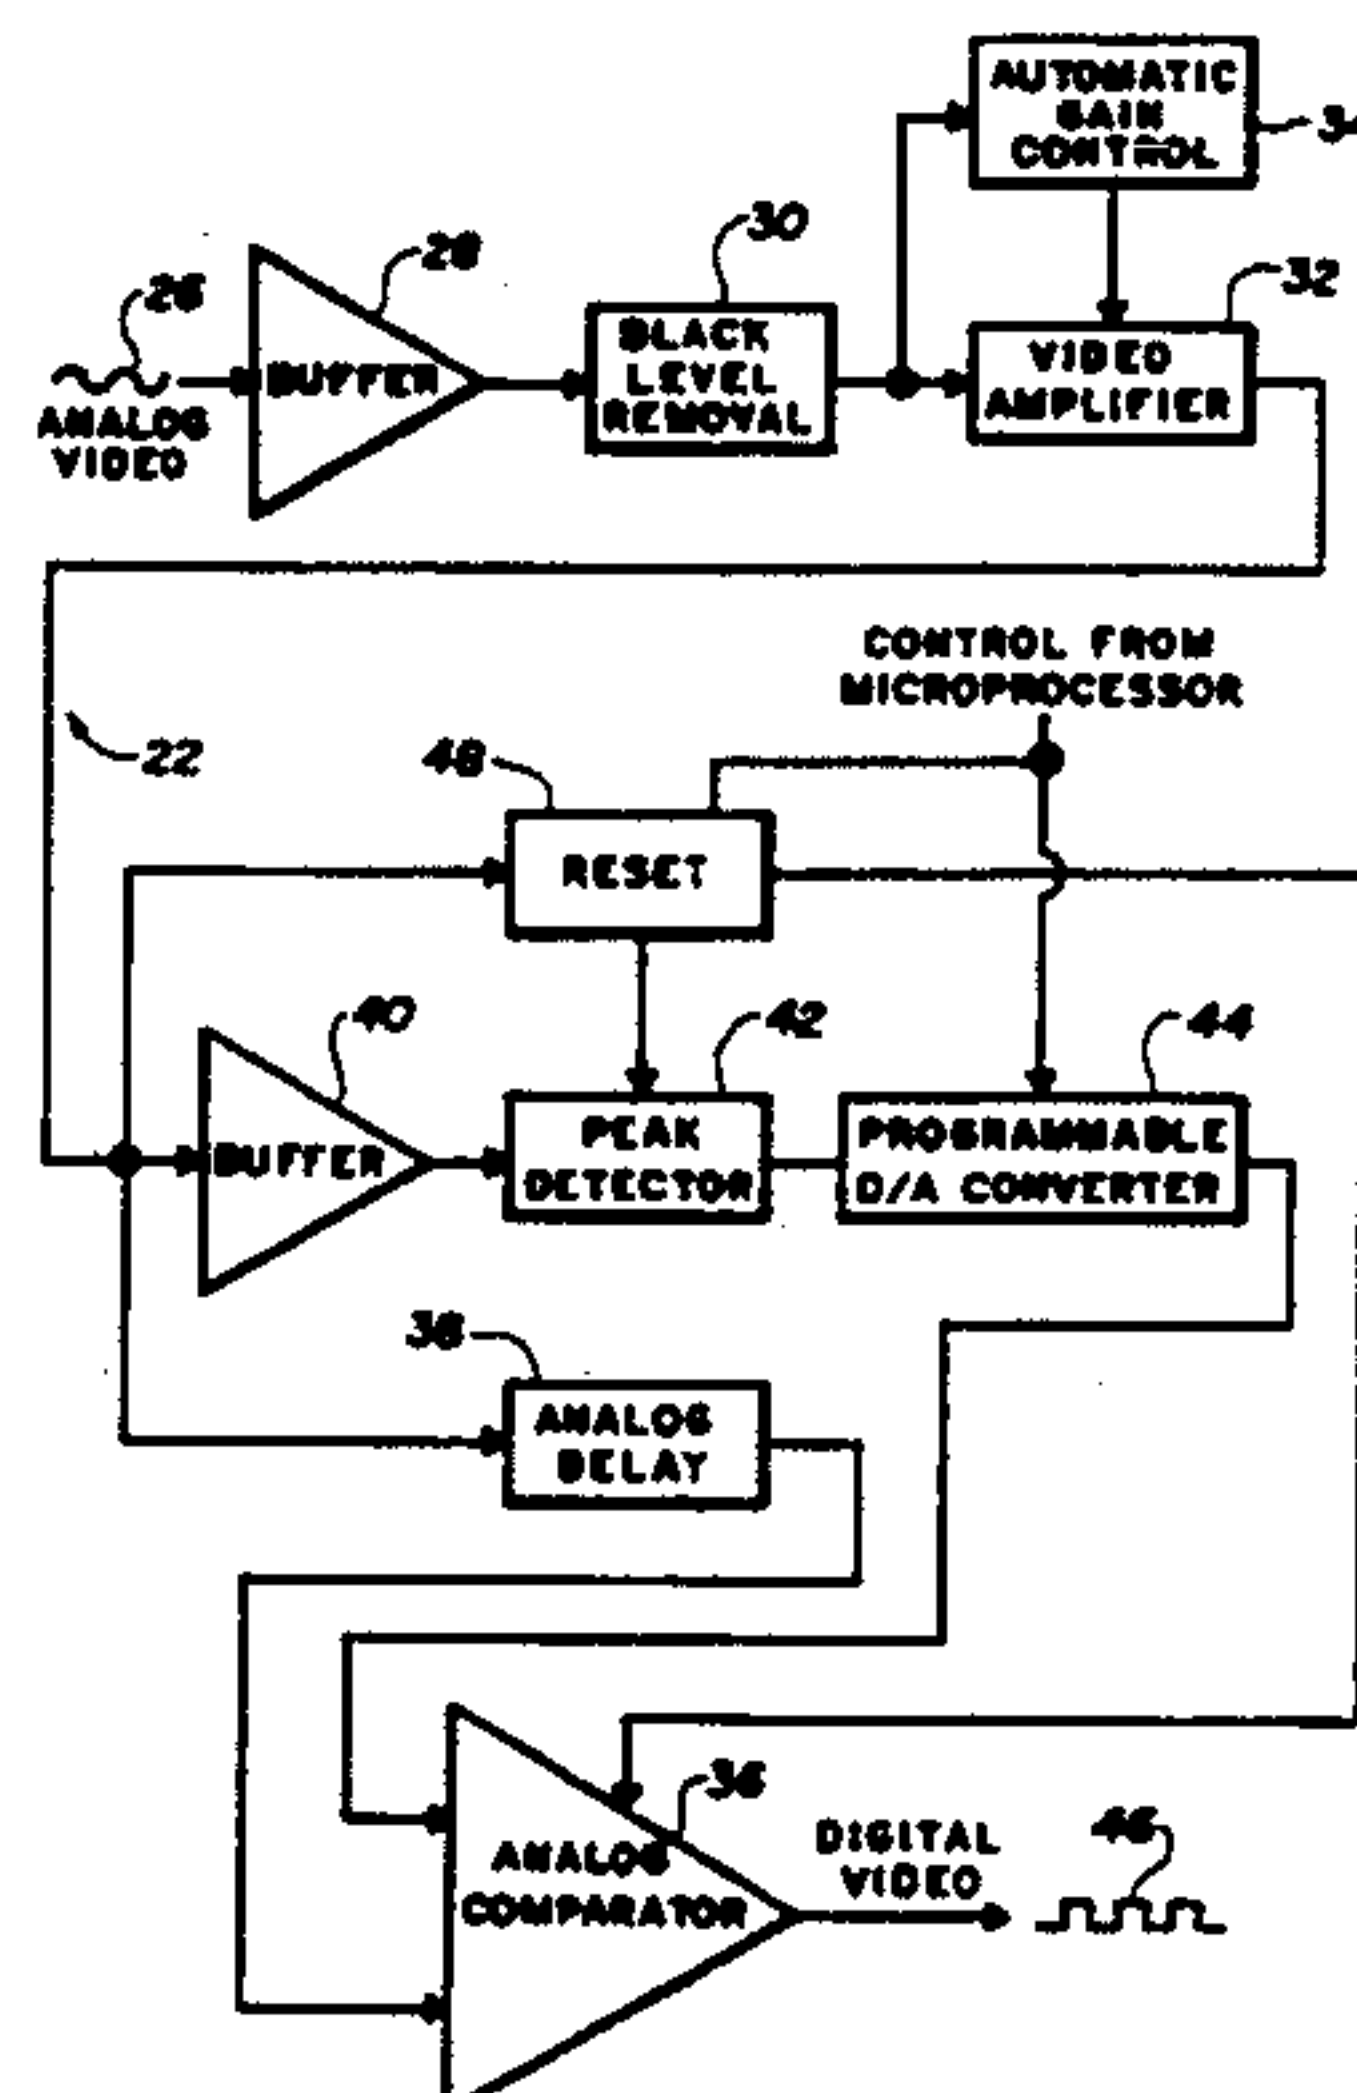 AUTOMATIC
GAIN
CONTROL
30
28
26
32
BUFFER
BLACK
LEVEL
REMOVAL
VIDEO
AMPLIFIER
ANALOG
VIDEO
CONTROL FROM
MICROPROCESSOR
22
48
RESET
40
42
44
BUFFER
PEAK
DETECTOR
PROGRAMMABLE
D/A CONVERTER
38
ANALOG
DELAY
36
ANALOG
COMPARATOR
DIGITAL
VIDEO
46